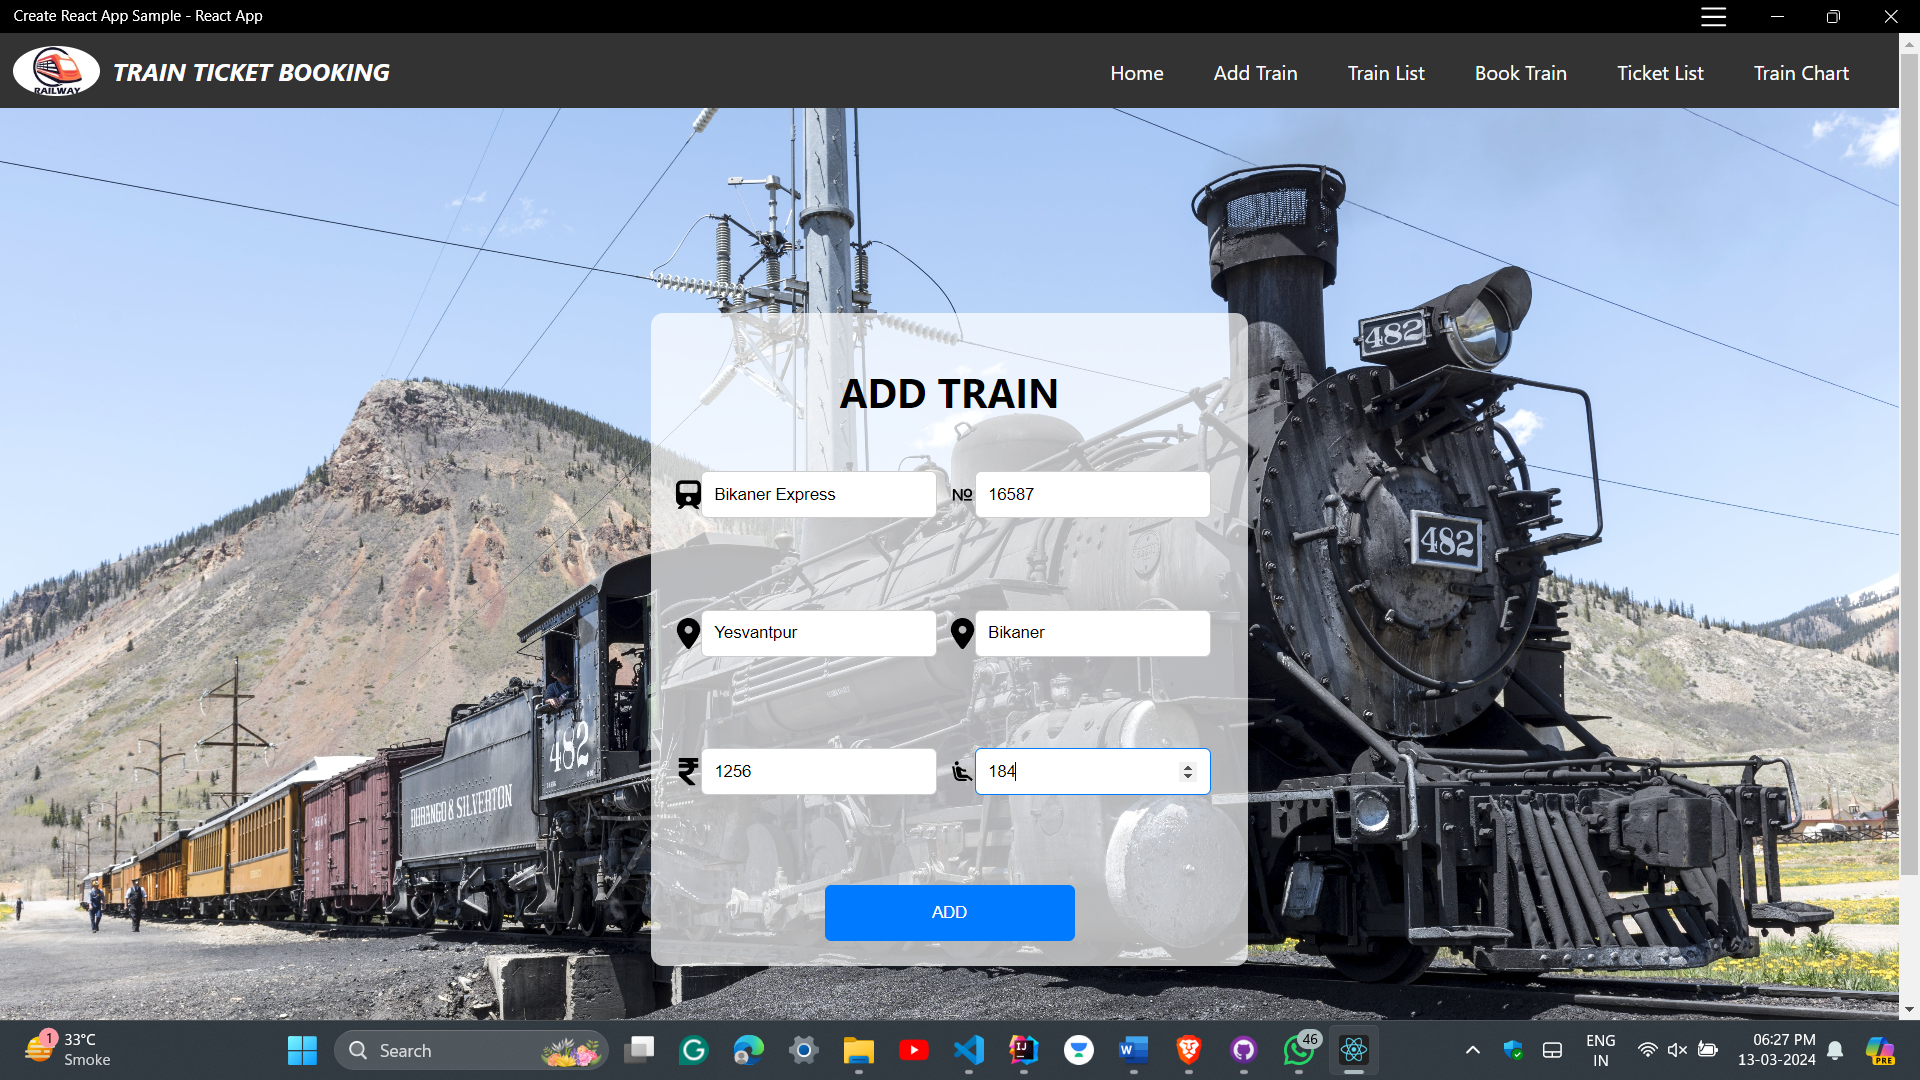 Create React App Sample - React App
RAILWAY
TRAIN TICKET BOOKING
Home
Add Train
Train List
Book Train
Ticket List
Train Chart
482
ADD TRAIN
Bikaner Express
№
16587
482
Yesvantpur
Bikaner
482
₹
1256
184
DURANGO & SILVERTON
ADD
1
33°C
Smoke
Search
46
ENG
IN
06:27 PM
13-03-2024
PRE